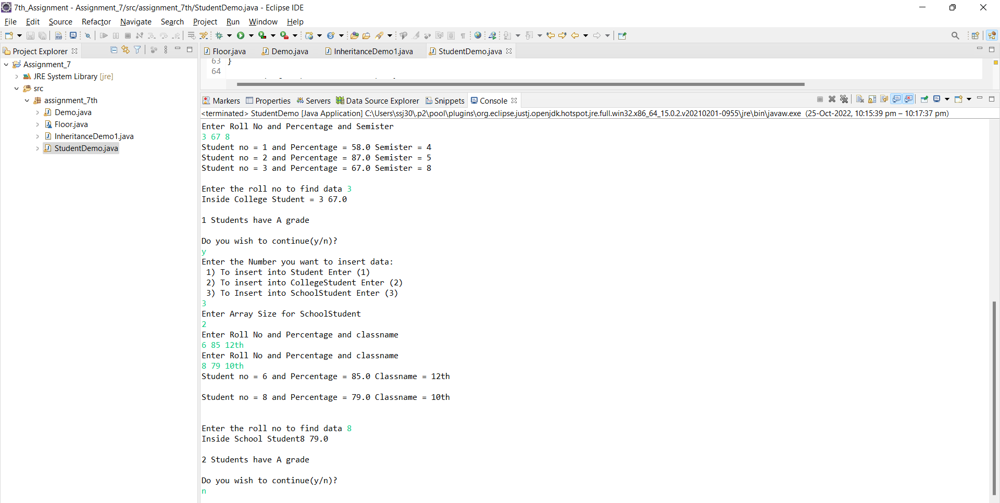 7th_Assignment - Assignment_7/src/assignment_7th/StudentDemo.java - Eclipse IDE
File Edit Source Refactor Navigate Search Project Run Window Help
Project Explorer
Assignment_7
JRE System Library [jre]
src
assignment_7th
Demo.java
Floor.java
InheritanceDemo1.java
StudentDemo.java
Floor.java Demo.java InheritanceDemo1.java StudentDemo.java
63 }
64
Markers Properties Servers Data Source Explorer Snippets Console
<terminated> StudentDemo [Java Application] C:\Users\ssj30\.p2\pool\plugins\org.eclipse.justj.openjdk.hotspot.jre.full.win32.x86_64_15.0.2.v20210201-0955\jre\bin\javaw.exe (25-Oct-2022, 10:15:39 pm – 10:17:37 pm)
Enter Roll No and Percentage and Semister
3 67 8
Student no = 1 and Percentage = 58.0 Semister = 4
Student no = 2 and Percentage = 87.0 Semister = 5
Student no = 3 and Percentage = 67.0 Semister = 8
Enter the roll no to find data 3
Inside College Student = 3 67.0
1 Students have A grade
Do you wish to continue(y/n)?
y
Enter the Number you want to insert data:
1) To insert into Student Enter (1)
2) To insert into CollegeStudent Enter (2)
3) To Insert into SchoolStudent Enter (3)
3
Enter Array Size for SchoolStudent
2
Enter Roll No and Percentage and classname
6 85 12th
Enter Roll No and Percentage and classname
8 79 10th
Student no = 6 and Percentage = 85.0 Classname = 12th
Student no = 8 and Percentage = 79.0 Classname = 10th
Enter the roll no to find data 8
Inside School Student8 79.0
2 Students have A grade
Do you wish to continue(y/n)?
n